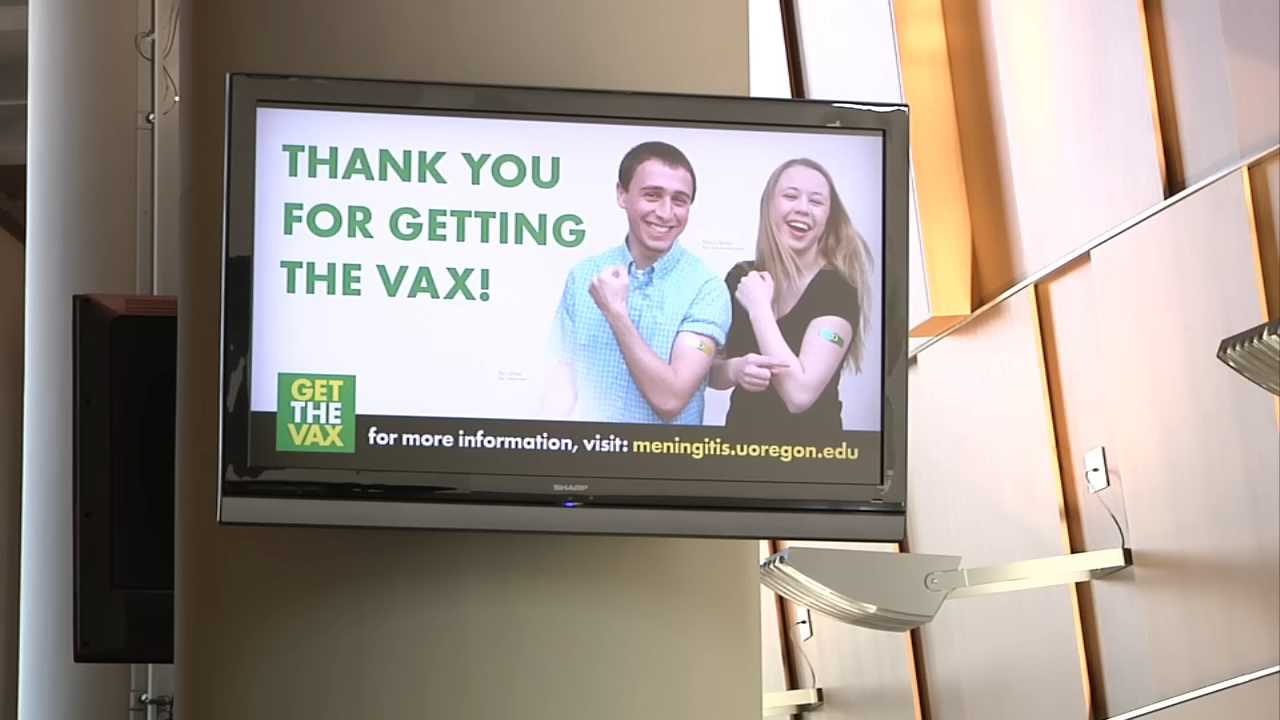 THANK YOU
FOR GETTING
THE VAX!
GET
THE
VAX
for more information, visit: meningitis.uoregon.edu
SHARP